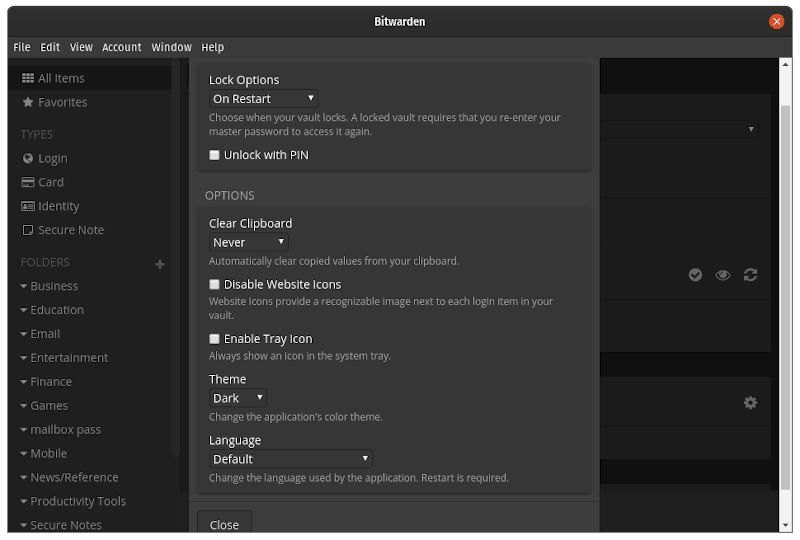 Bitwarden
File Edit View Account Window Help
All Items
Favorites
TYPES
Login
Card
Identity
Secure Note
FOLDERS
Business
Education
Email
Entertainment
Finance
Games
mailbox pass
Mobile
News/Reference
Productivity Tools
Secure Notes
Lock Options
On Restart
Choose when your vault locks. A locked vault requires that you re-enter your
master password to access it again.
Unlock with PIN
OPTIONS
Clear Clipboard
Never
Automatically clear copied values from your clipboard.
Disable Website Icons
Website Icons provide a recognizable image next to each login item in your
vault.
Enable Tray Icon
Always show an icon in the system tray.
Theme
Dark
Change the application's color theme.
Language
Default
Change the language used by the application. Restart is required.
Close